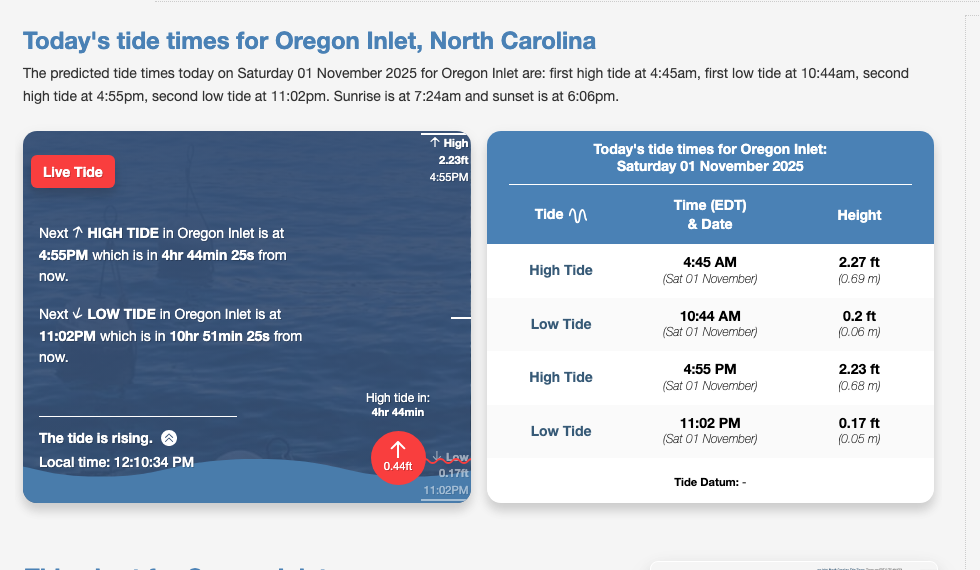 Today's tide times for Oregon Inlet, North Carolina
The predicted tide times today on Saturday 01 November 2025 for Oregon Inlet are: first high tide at 4:45am, first low tide at 10:44am, second
high tide at 4:55pm, second low tide at 11:02pm. Sunrise is at 7:24am and sunset is at 6:06pm.
Live Tide
↑ High
2.23ft
4:55PM
Next ↑ HIGH TIDE in Oregon Inlet is at
4:55PM which is in 4hr 44min 25s from
now.
Next ↓ LOW TIDE in Oregon Inlet is at
11:02PM which is in 10hr 51min 25s from
now.
High tide in:
4hr 44min
The tide is rising.
Local time: 12:10:34 PM
↑
0.44ft
↓ Low
0.17ft
11:02PM
Today's tide times for Oregon Inlet:
Saturday 01 November 2025
Tide Time (EDT) & Date Height
High Tide 4:45 AM 2.27 ft
(Sat 01 November) (0.69 m)
Low Tide 10:44 AM 0.2 ft
(Sat 01 November) (0.06 m)
High Tide 4:55 PM 2.23 ft
(Sat 01 November) (0.68 m)
Low Tide 11:02 PM 0.17 ft
(Sat 01 November) (0.05 m)
Tide Datum: -